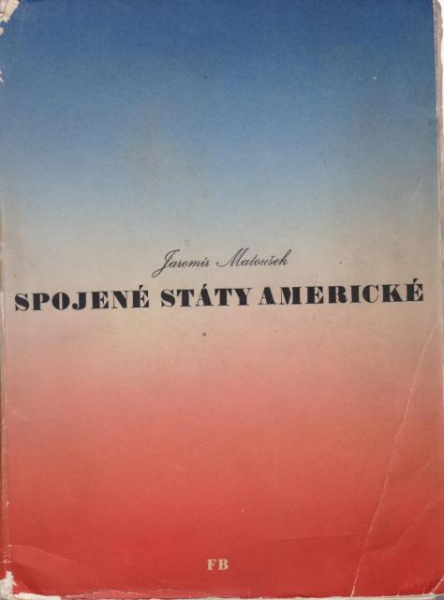 Jaromír Matoušek
SPOJENÉ STÁTY AMERICKÉ
FB